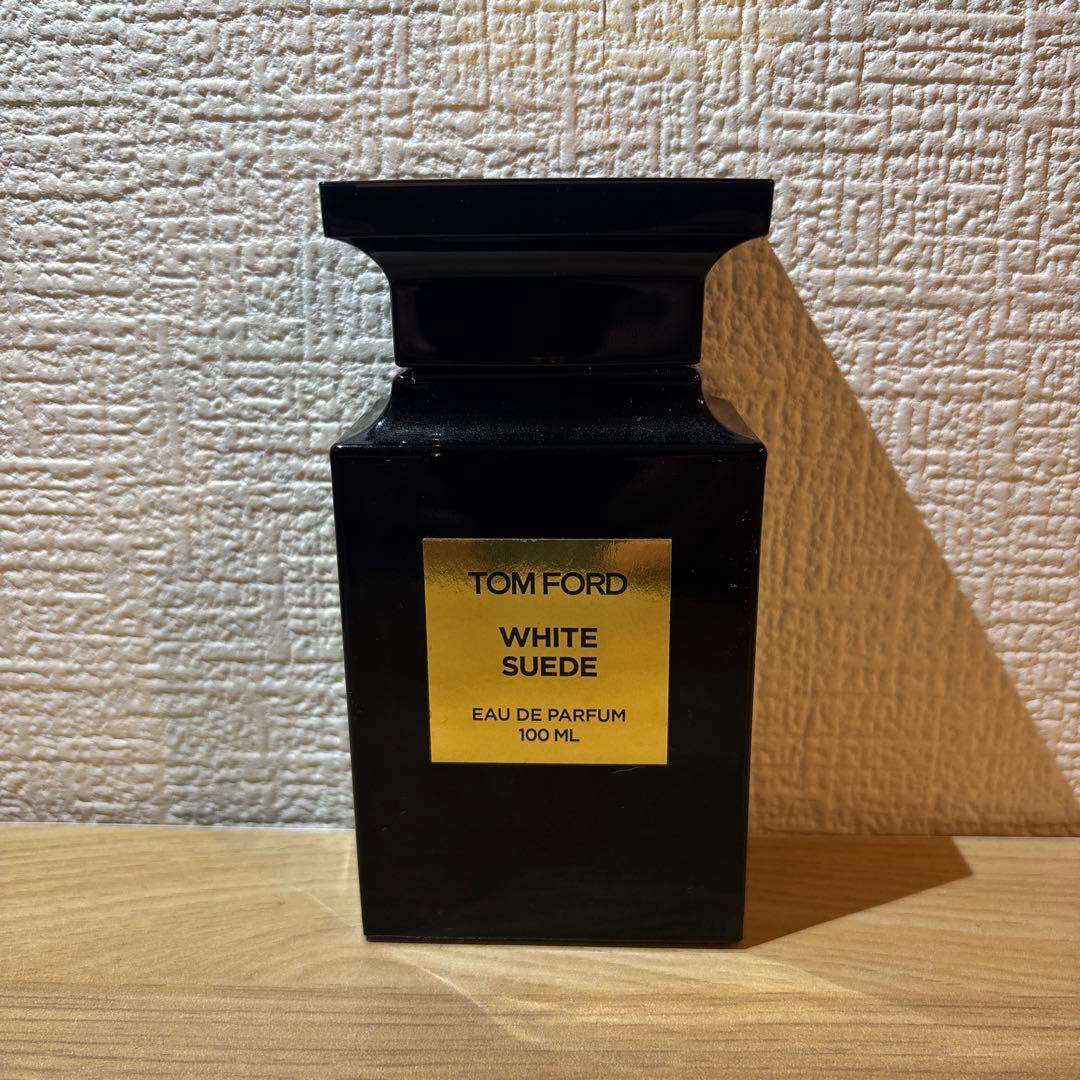 TOM FORD
WHITE
SUEDE
EAU DE PARFUM
100 ML